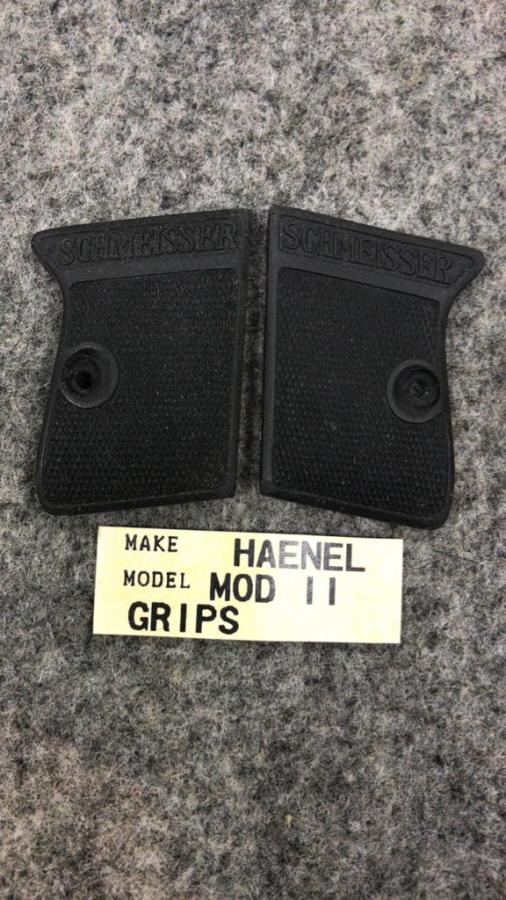 SCHMEISSER SCHMEISSER
MAKE HAENEL
MODEL MOD II
GRIPS